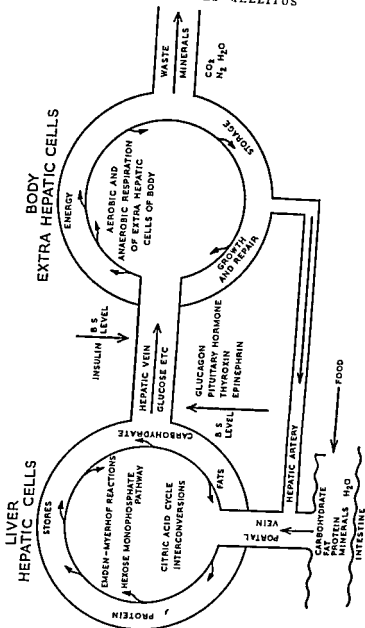 MELLITUS
LIVER
HEPATIC CELLS
STORES
EMDEN-MYERHOF REACTIONS
HEXOSE MONOPHOSPHATE
PATHWAY
CITRIC ACID CYCLE
INTERCONVERSIONS
PROTEIN
CARBOHYDRATE
FATS
PORTAL
VEIN
CARBOHYDRATE
FAT
PROTEIN
MINERALS H2O
INTESTINE
FOOD
HEPATIC ARTERY
INSULIN B S
LEVEL
HEPATIC VEIN
GLUCOSE ETC
B S
LEVEL
GLUCAGON
PITUITARY HORMONE
THYROXIN
EPINEPHRIN
BODY
EXTRA HEPATIC CELLS
ENERGY
AEROBIC AND
ANAEROBIC RESPIRATION
OF EXTRA HEPATIC
CELLS OF BODY
GROWTH
AND REPAIR
STORAGE
WASTE
MINERALS
CO2
N2 H2O